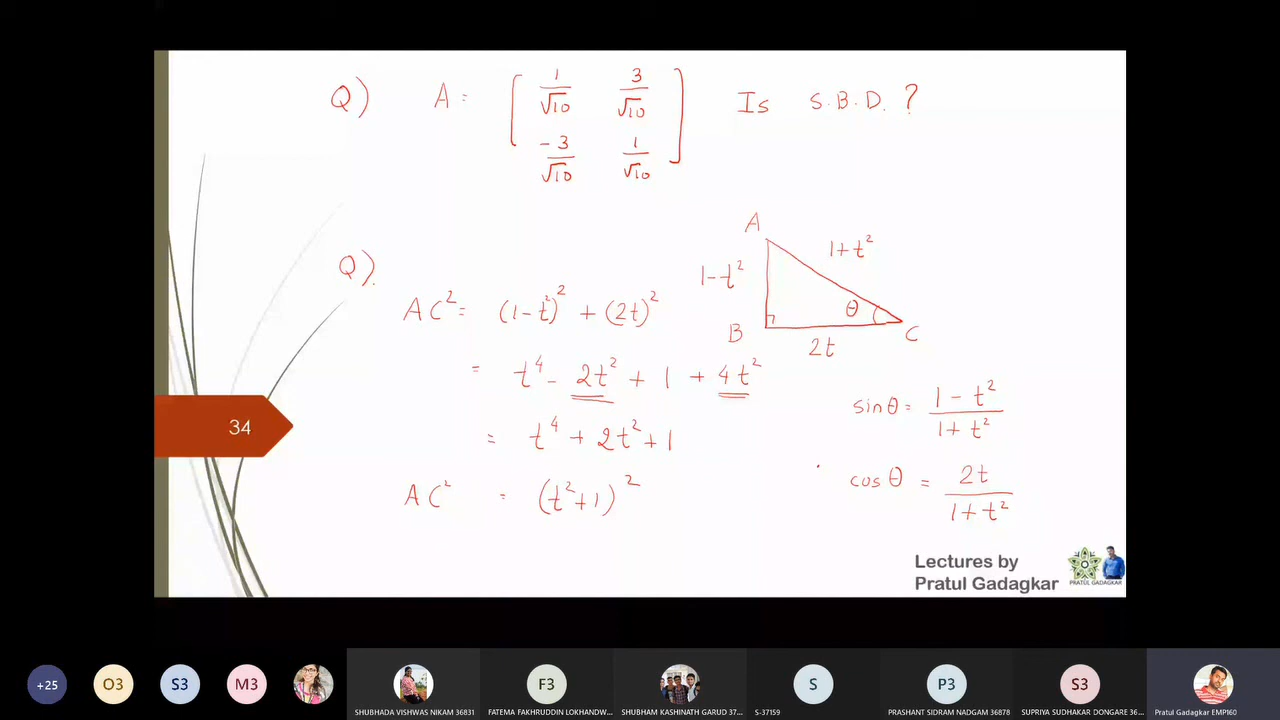 Q) A = [ 1/√10 3/√10 Is S.B.D. ?
-3/√10 1/√10 ]
Q).
AC² = (1-t²)² + (2t)²
= t⁴ - 2t² + 1 + 4t²
= t⁴ + 2t² + 1
AC² = (t²+1)²
A
1-t²
1+t²
θ
B
C
2t
sinθ = 1-t²/1+t²
cosθ = 2t/1+t²
34
Lectures by
Pratul Gadagkar
PRATUL GADAGKAR
+25
O3
S3
M3
SHUBHADA VISHWAS NIKAM 36831
F3
FATEMA FAKHRUDDIN LOKHANDW...
SHUBHAM KASHINATH GARUD 37...
S
S-37159
P3
PRASHANT SIDRAM NADGAM 36878
S3
SUPRIYA SUDHAKAR DONGARE 36...
Pratul Gadagkar EMP160